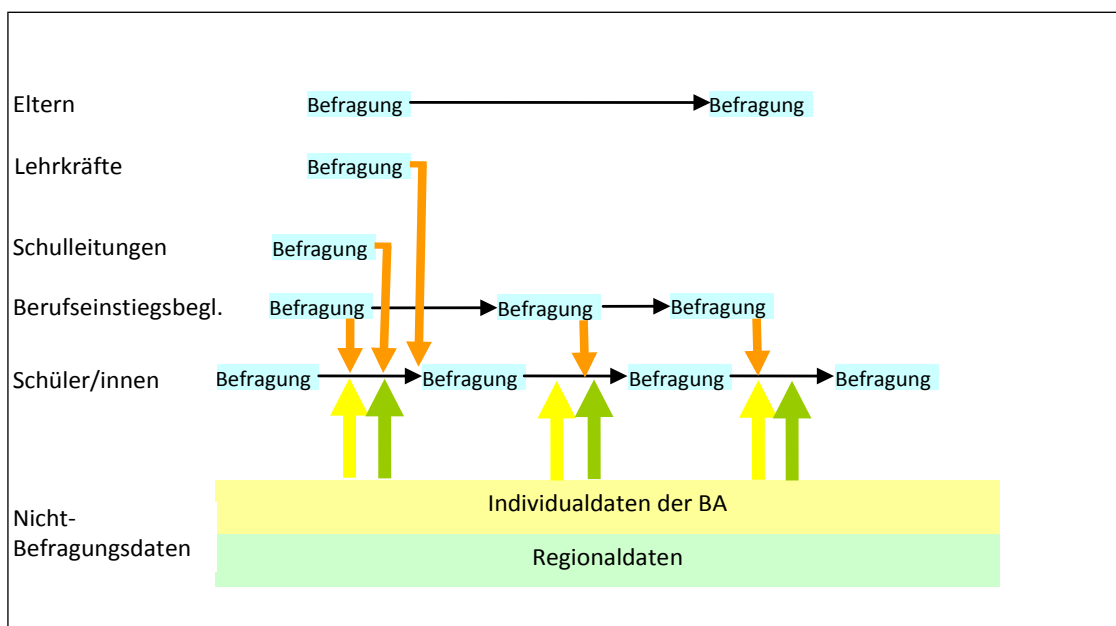 Eltern Befragung Befragung
Lehrkräfte Befragung
Schulleitungen Befragung
Berufseinstiegsbegl. Befragung Befragung Befragung
Schüler/innen Befragung Befragung Befragung Befragung
Individualdaten der BA
Nicht-
Befragungsdaten
Regionaldaten